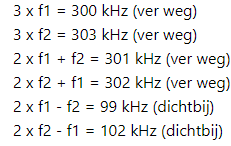 3 x f1 = 300 kHz (ver weg)
3 x f2 = 303 kHz (ver weg)
2 x f1 + f2 = 301 kHz (ver weg)
2 x f2 + f1 = 302 kHz (ver weg)
2 x f1 - f2 = 99 kHz (dichtbij)
2 x f2 - f1 = 102 kHz (dichtbij)